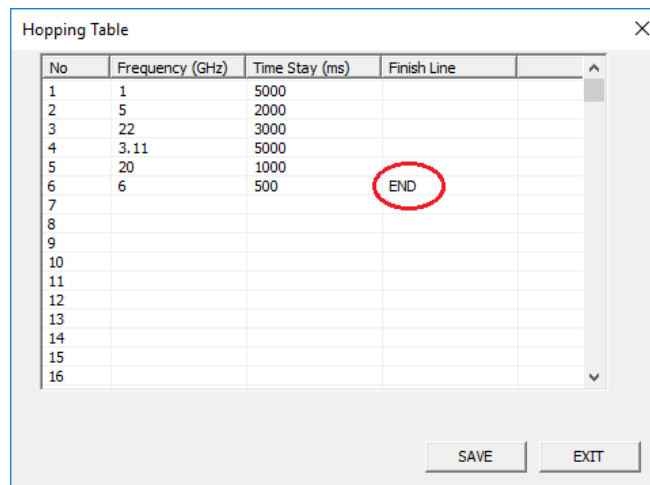 Hopping Table
No Frequency (GHz) Time Stay (ms) Finish Line
1 1 5000
2 5 2000
3 22 3000
4 3.11 5000
5 20 1000
6 6 500 END
7
8
9
10
11
12
13
14
15
16
SAVE EXIT